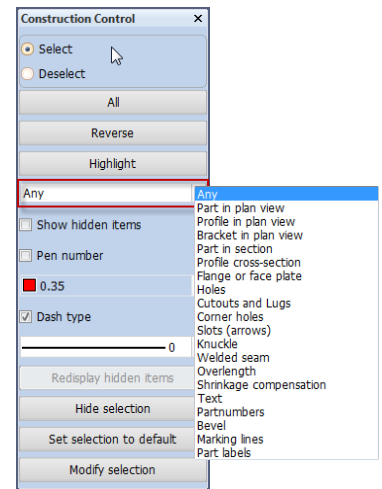 Construction Control
Select
Deselect
All
Reverse
Highlight
Any
Show hidden items
Pen number
0.35
Dash type
0
Redisplay hidden items
Hide selection
Set selection to default
Modify selection
Any
Part in plan view
Profile in plan view
Bracket in plan view
Part in section
Profile cross-section
Flange or face plate
Holes
Cutouts and Lugs
Corner holes
Slots (arrows)
Knuckle
Welded seam
Overlength
Shrinkage compensation
Text
Partnumbers
Bevel
Marking lines
Part labels